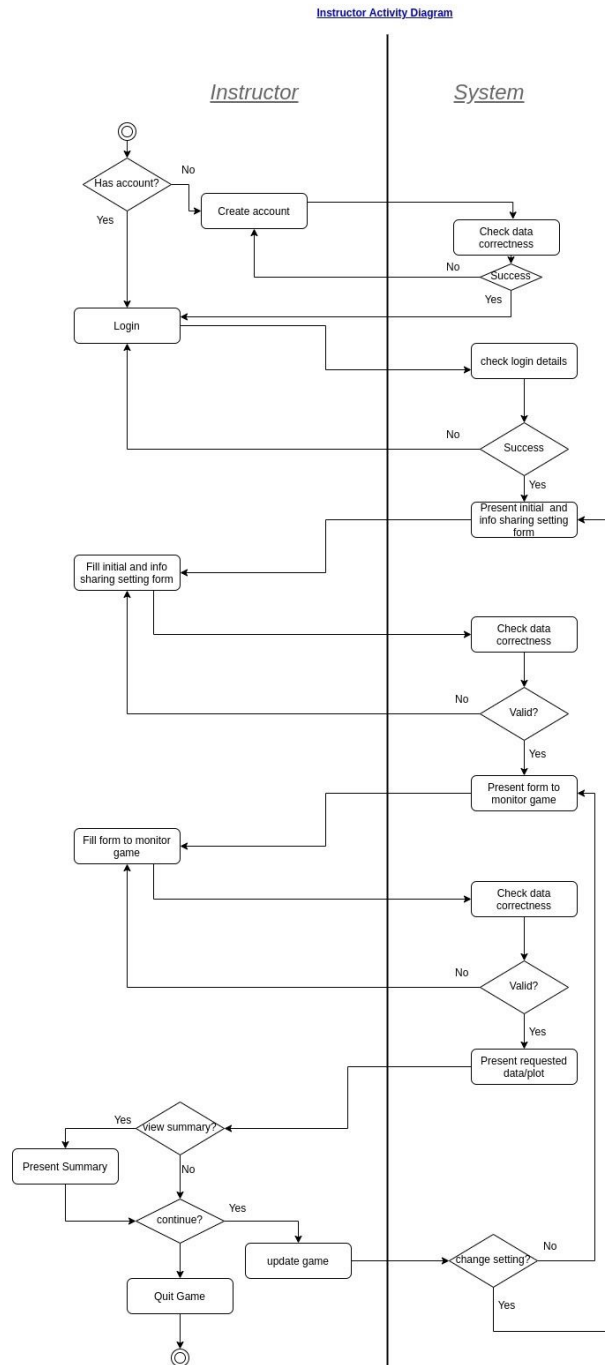 Instructor Activity Diagram
Instructor
System
Has account?
No
Yes
Create account
Check data
correctness
No
Success
Yes
Login
check login details
No
Success
Yes
Present initial and
info sharing setting
form
Fill initial and info
sharing setting form
Check data
correctness
No
Valid?
Yes
Present form to
monitor game
Fill form to monitor
game
Check data
correctness
No
Valid?
Yes
Present requested
data/plot
Yes
view summary?
Present Summary
No
Yes
continue?
update game
change setting?
No
Yes
Quit Game